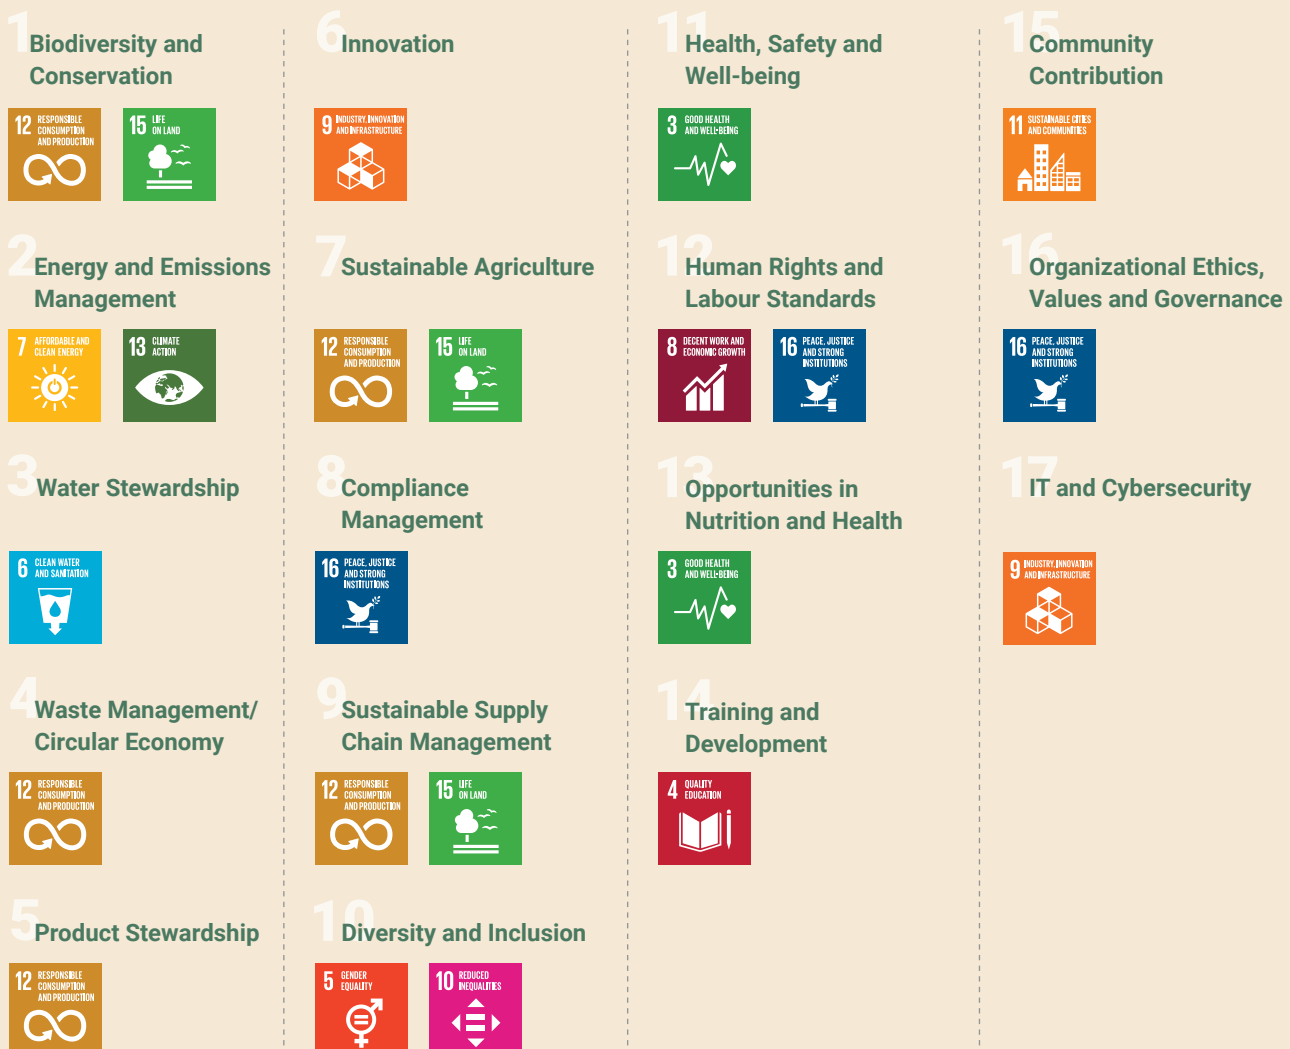 1
Biodiversity and
Conservation
12 RESPONSIBLE
CONSUMPTION
AND PRODUCTION
15 LIFE
ON LAND
2
Energy and Emissions
Management
7 AFFORDABLE AND
CLEAN ENERGY
13 CLIMATE
ACTION
3
Water Stewardship
6 CLEAN WATER
AND SANITATION
4
Waste Management/
Circular Economy
12 RESPONSIBLE
CONSUMPTION
AND PRODUCTION
5
Product Stewardship
12 RESPONSIBLE
CONSUMPTION
AND PRODUCTION
6
Innovation
9 INDUSTRY, INNOVATION
AND INFRASTRUCTURE
7
Sustainable Agriculture
12 RESPONSIBLE
CONSUMPTION
AND PRODUCTION
15 LIFE
ON LAND
8
Compliance
Management
16 PEACE, JUSTICE
AND STRONG
INSTITUTIONS
9
Sustainable Supply
Chain Management
12 RESPONSIBLE
CONSUMPTION
AND PRODUCTION
15 LIFE
ON LAND
10
Diversity and Inclusion
5 GENDER
EQUALITY
10 REDUCED
INEQUALITIES
11
Health, Safety and
Well-being
3 GOOD HEALTH
AND WELL-BEING
12
Human Rights and
Labour Standards
8 DECENT WORK AND
ECONOMIC GROWTH
16 PEACE, JUSTICE
AND STRONG
INSTITUTIONS
13
Opportunities in
Nutrition and Health
3 GOOD HEALTH
AND WELL-BEING
14
Training and
Development
4 QUALITY
EDUCATION
15
Community
Contribution
11 SUSTAINABLE CITIES
AND COMMUNITIES
16
Organizational Ethics,
Values and Governance
16 PEACE, JUSTICE
AND STRONG
INSTITUTIONS
17
IT and Cybersecurity
9 INDUSTRY, INNOVATION
AND INFRASTRUCTURE